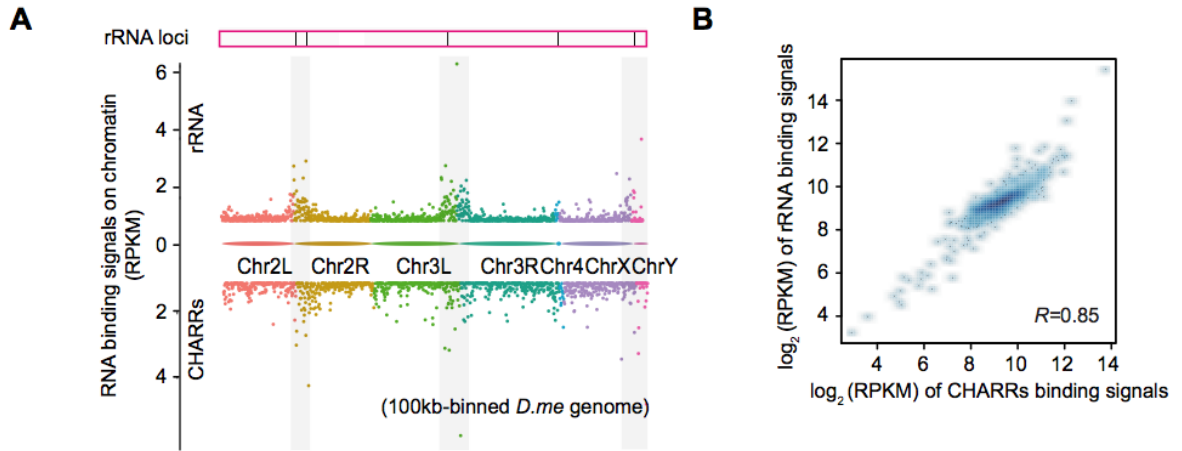 A
rRNA loci
RNA binding signals on chromatin
(RPKM)
rRNA
CHARRs
6
4
2
0
2
4
Chr2L Chr2R Chr3L Chr3R Chr4 ChrX ChrY
(100kb-binned D.me genome)
B
log2 (RPKM) of rRNA binding signals
14
12
10
8
6
4
R=0.85
4 6 8 10 12 14
log2 (RPKM) of CHARRs binding signals